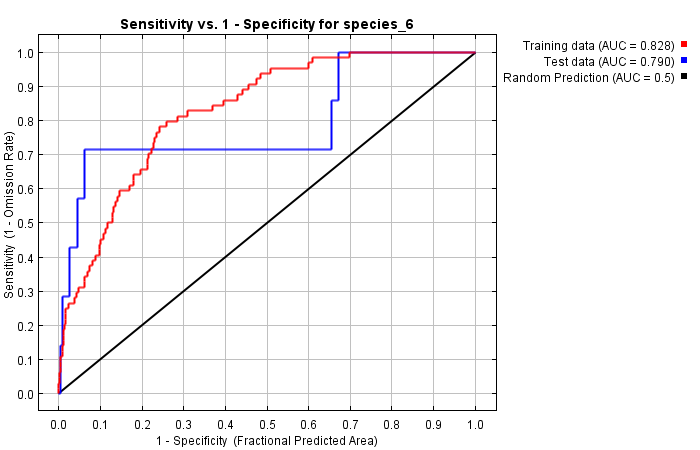 Sensitivity vs. 1 - Specificity for species_6
Training data (AUC = 0.828)
Test data (AUC = 0.790)
Random Prediction (AUC = 0.5)
Sensitivity (1 - Omission Rate)
1.0
0.9
0.8
0.7
0.6
0.5
0.4
0.3
0.2
0.1
0.0
0.0 0.1 0.2 0.3 0.4 0.5 0.6 0.7 0.8 0.9 1.0
1 - Specificity (Fractional Predicted Area)